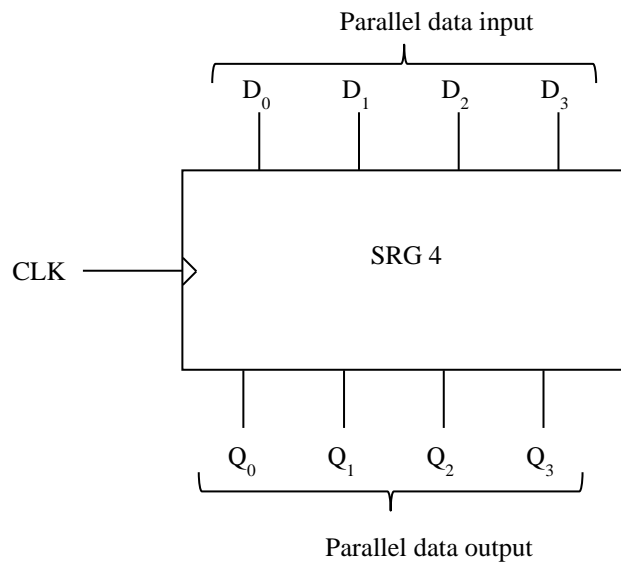 Parallel data input
D₀ D₁ D₂ D₃
SRG 4
CLK
Q₀ Q₁ Q₂ Q₃
Parallel data output